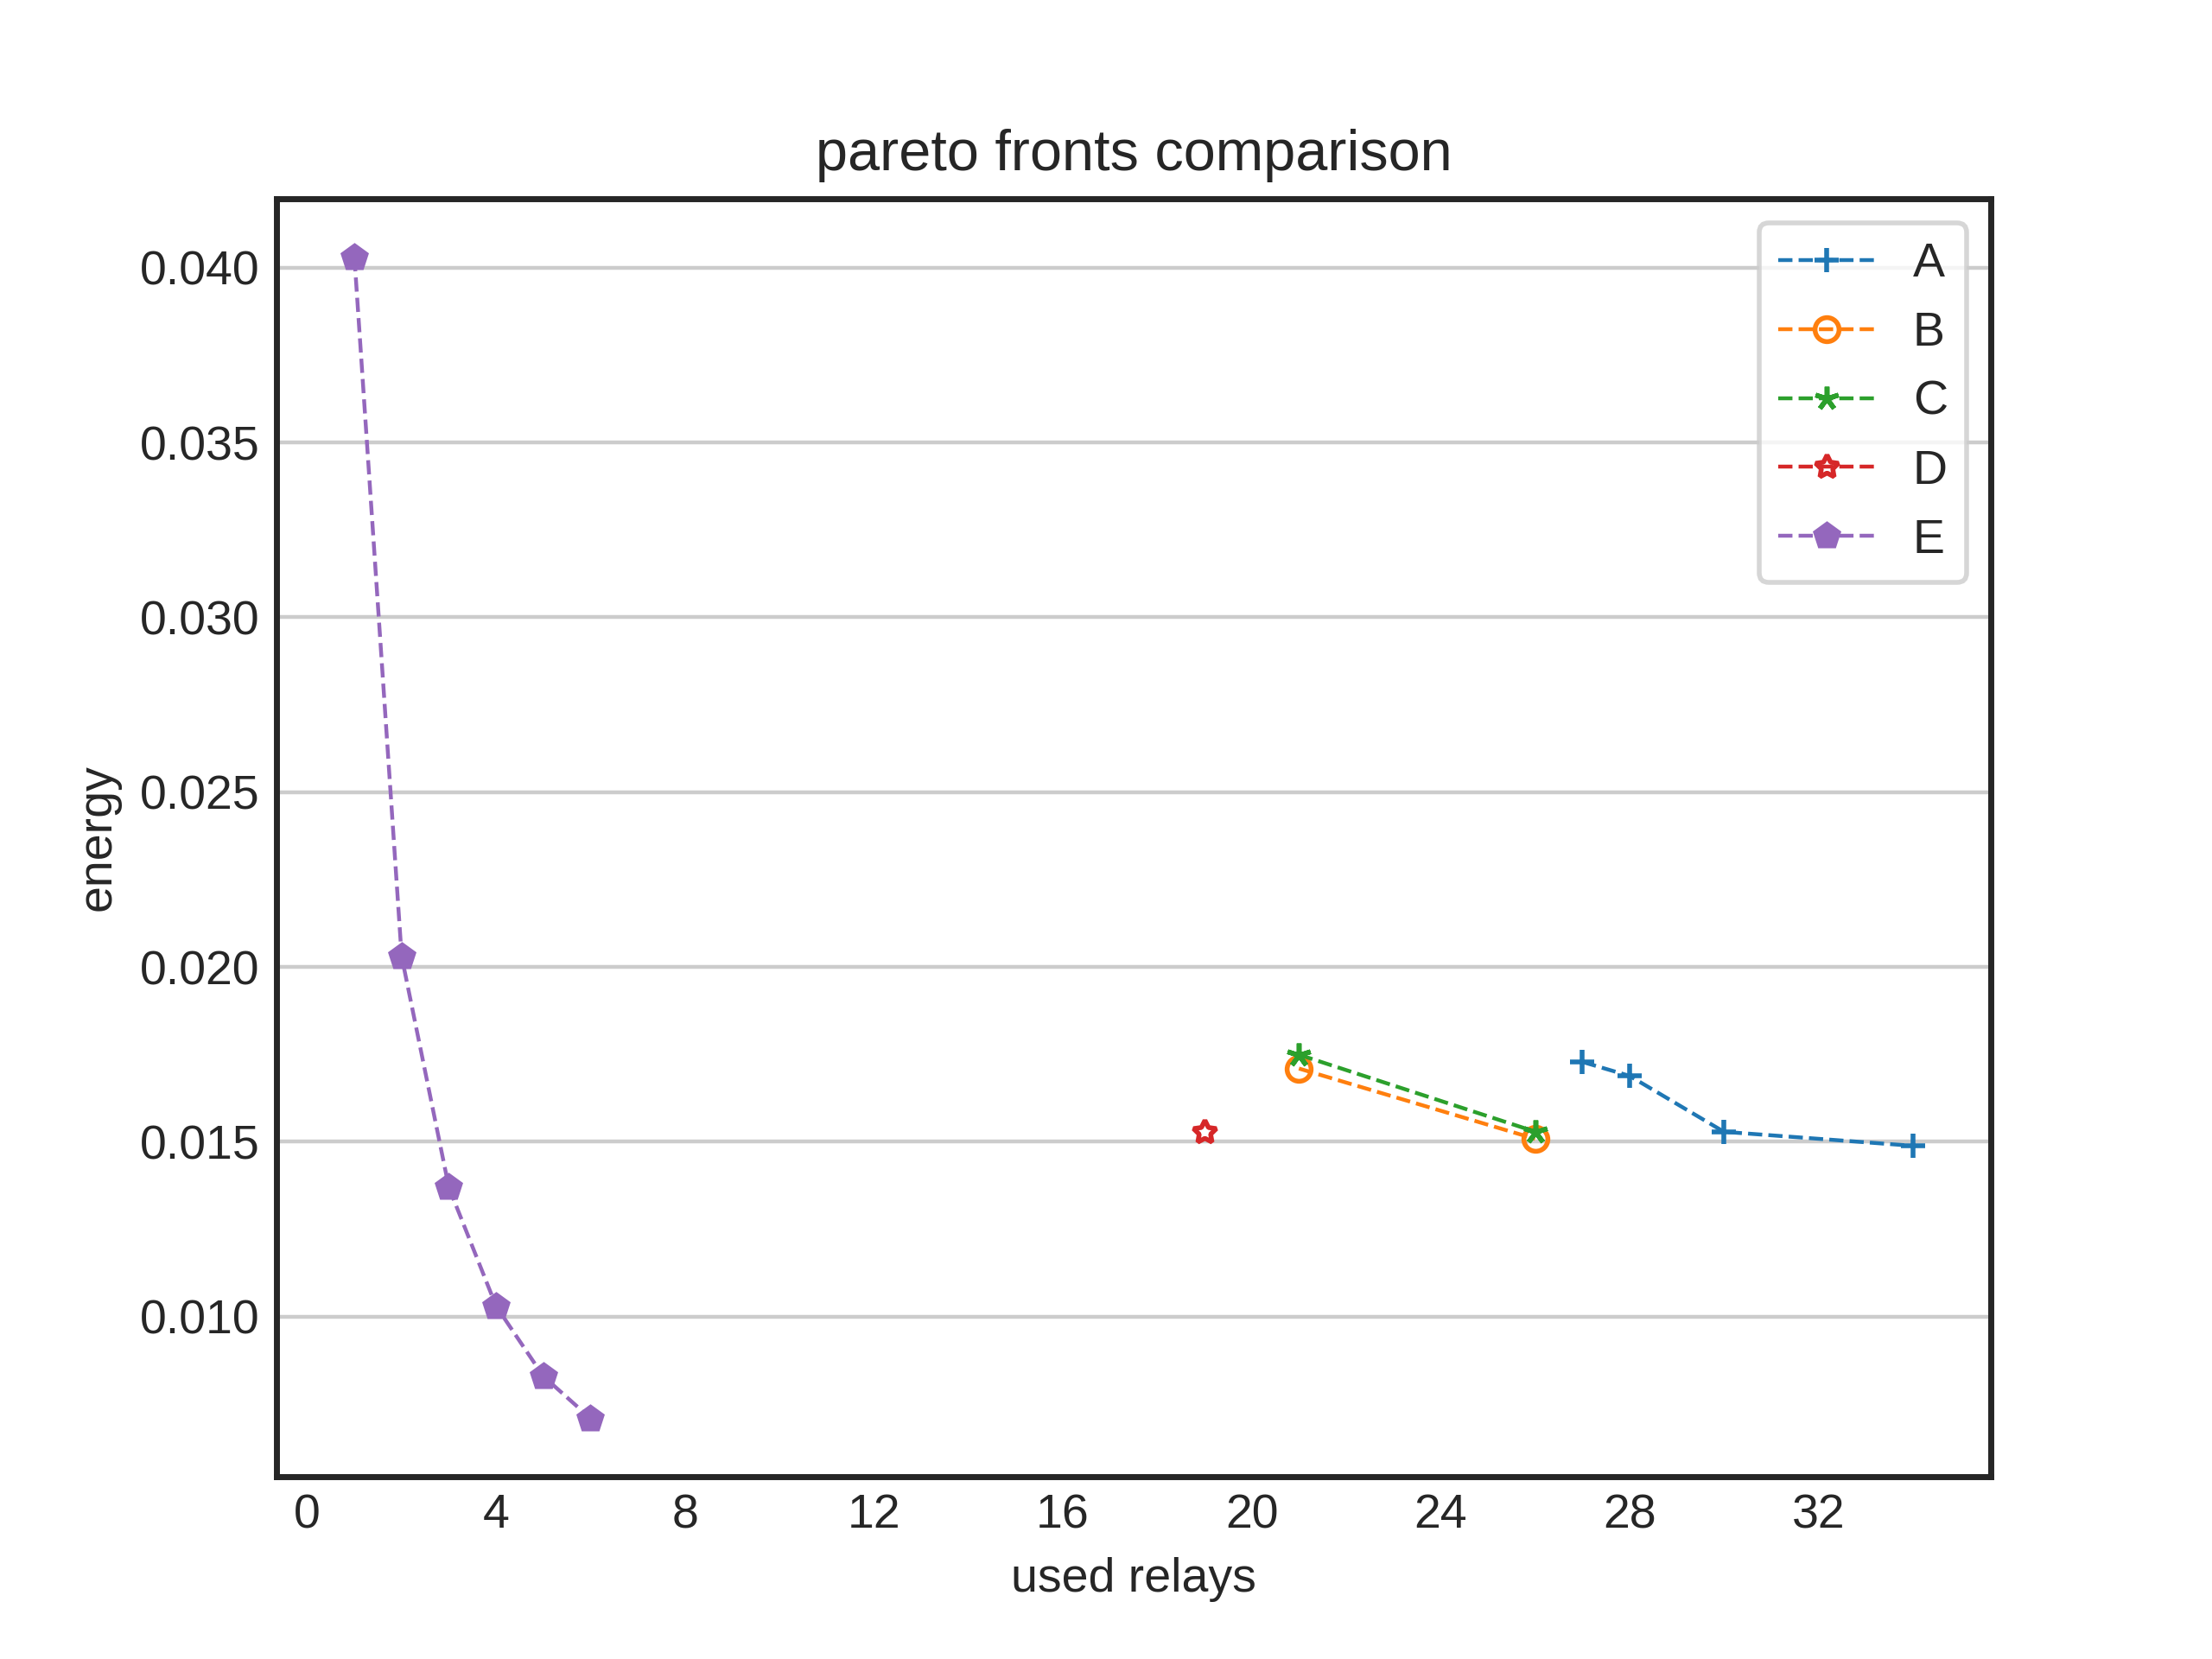 pareto fronts comparison
A
B
C
D
E
0.040
0.035
0.030
0.025
0.020
0.015
0.010
energy
0 4 8 12 16 20 24 28 32
used relays